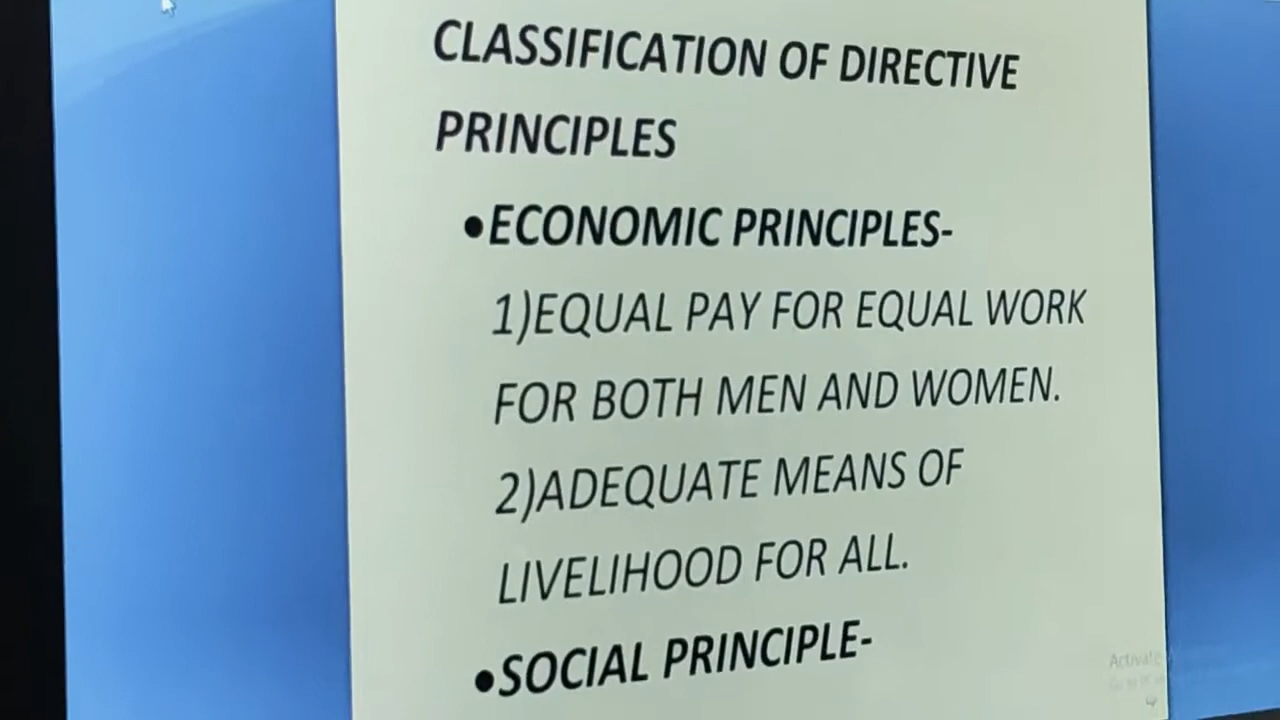 CLASSIFICATION OF DIRECTIVE
PRINCIPLES
•ECONOMIC PRINCIPLES-
1)EQUAL PAY FOR EQUAL WORK
FOR BOTH MEN AND WOMEN.
2)ADEQUATE MEANS OF
LIVELIHOOD FOR ALL.
•SOCIAL PRINCIPLE-
Activate